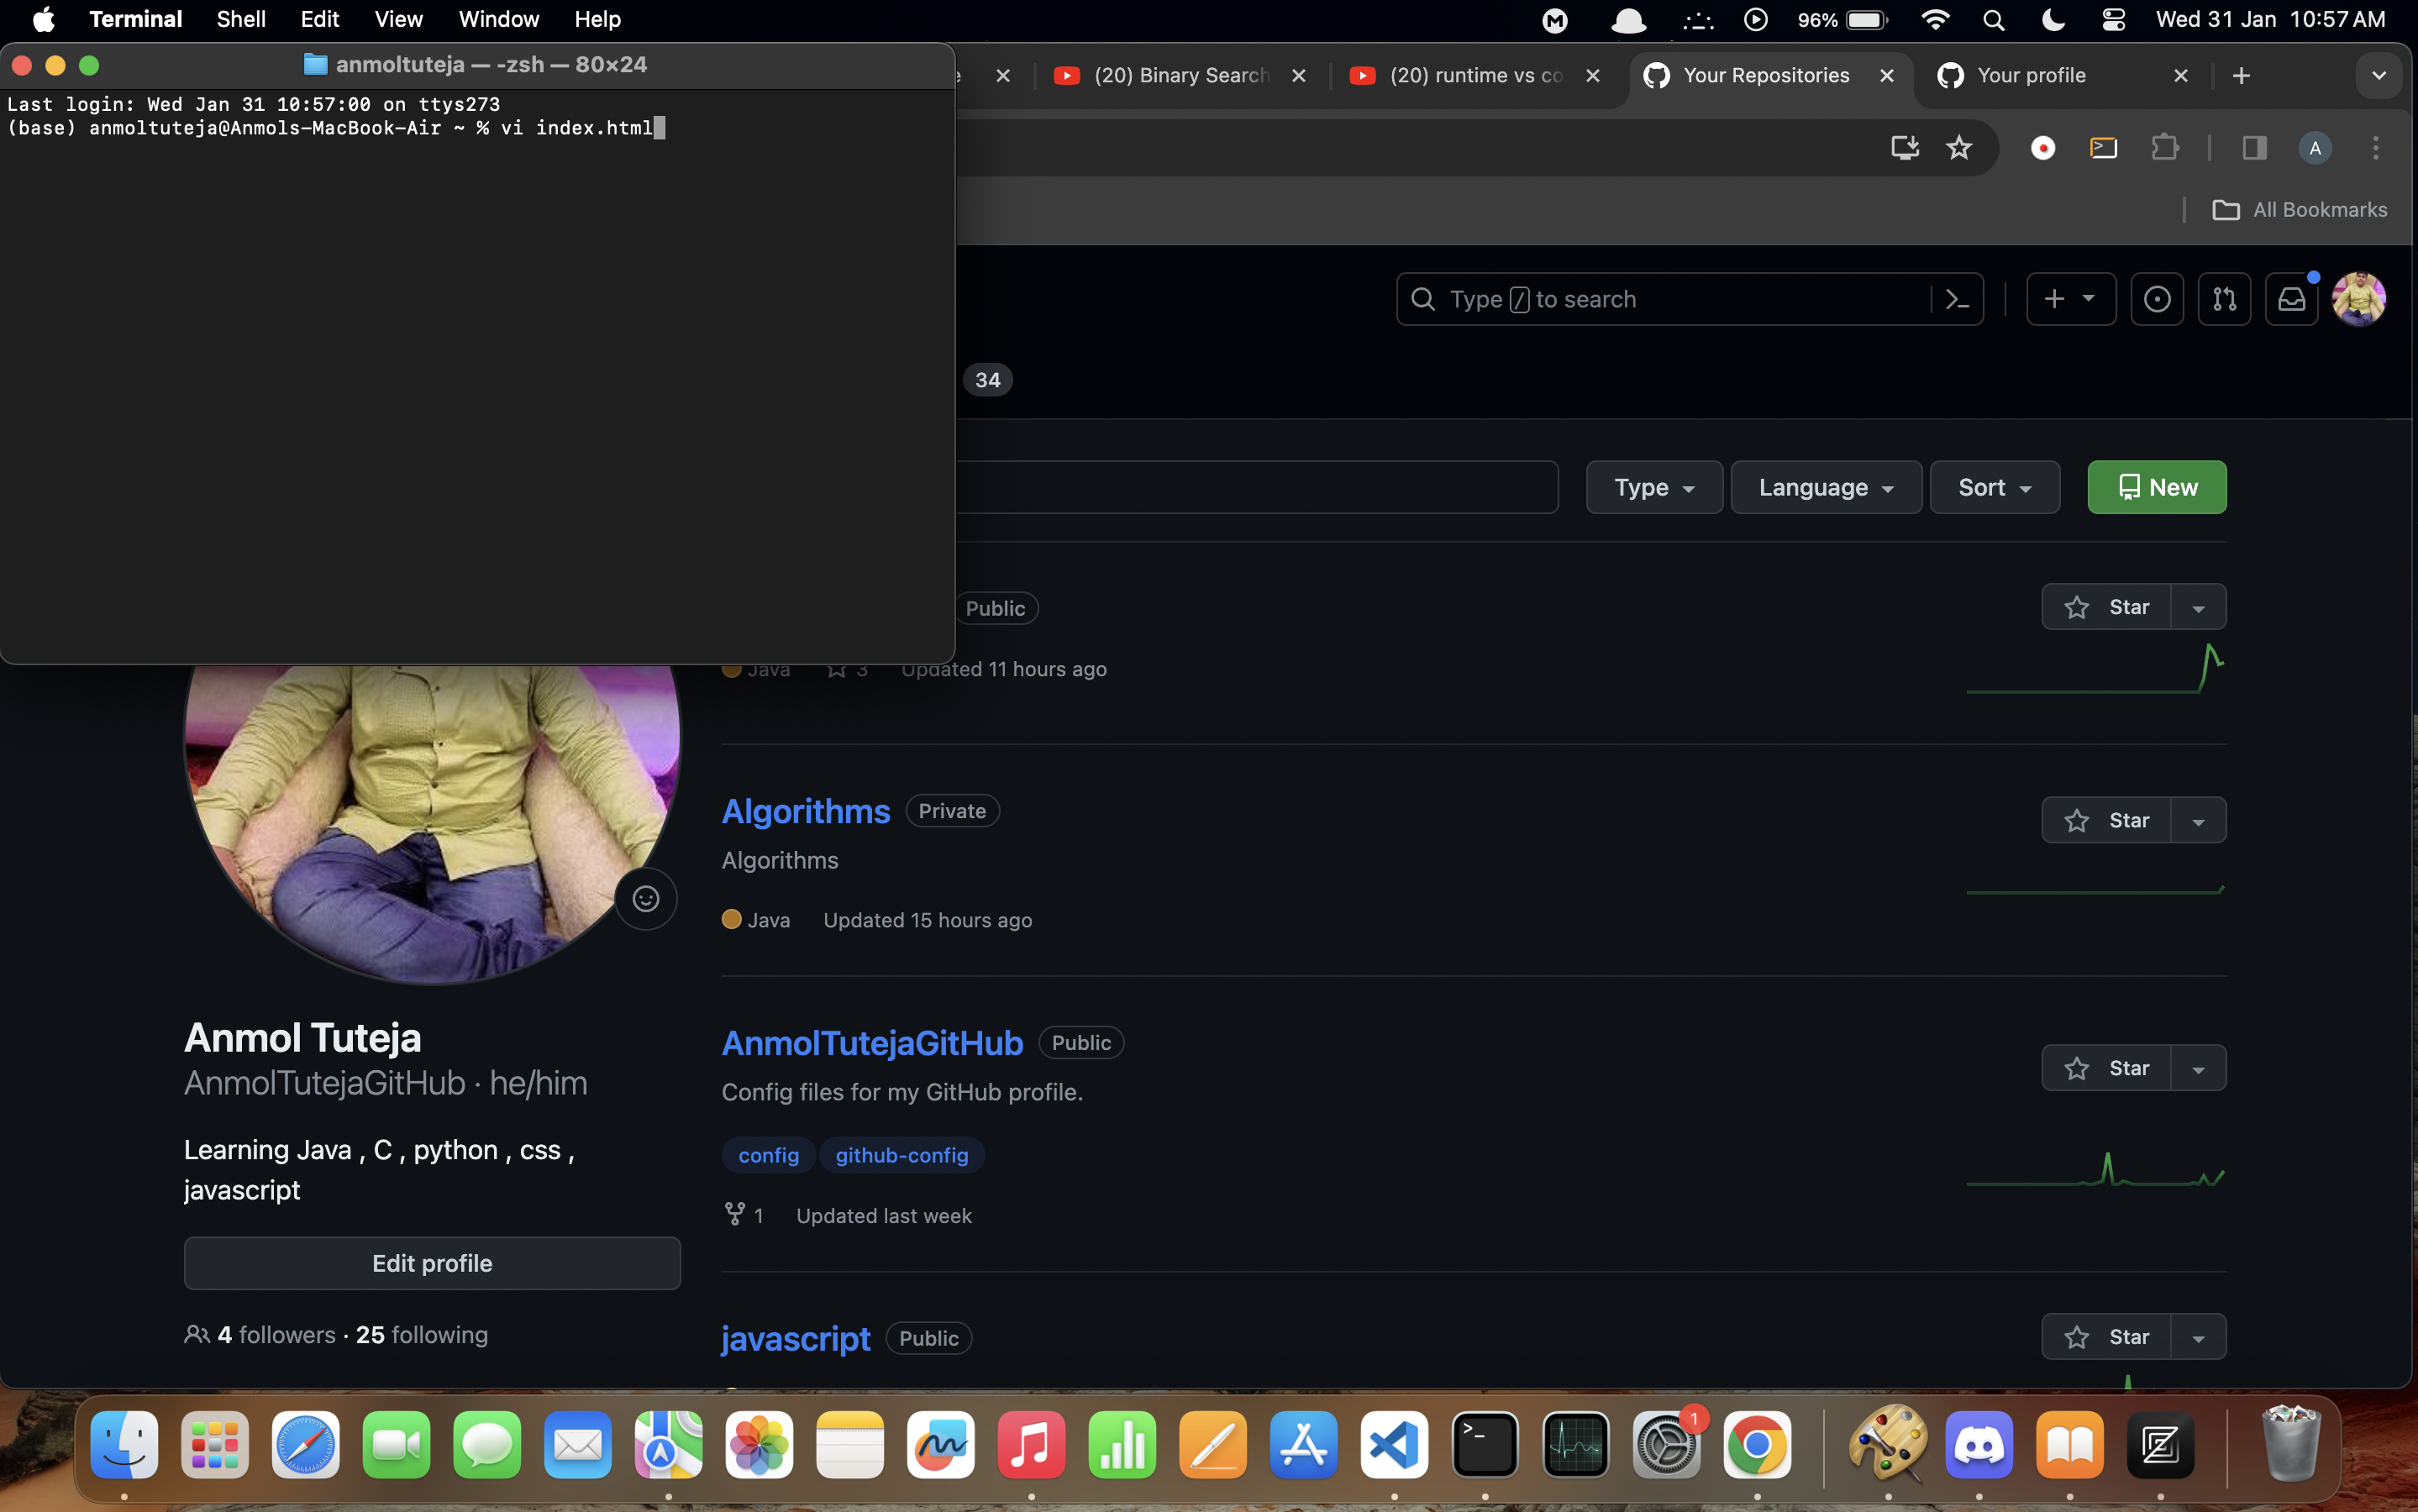 Terminal Shell Edit View Window Help
96% Wed 31 Jan 10:57 AM
anmoltuteja — -zsh — 80×24
(20) Binary Search
(20) runtime vs co
Your Repositories
Your profile
Last login: Wed Jan 31 10:57:00 on ttys273
(base) anmoltuteja@Anmols-MacBook-Air ~ % vi index.html
A
All Bookmarks
Type / to search
34
Type
Language
Sort
New
Public
Star
Java 3 Updated 11 hours ago
Algorithms Private
Star
Algorithms
Java Updated 15 hours ago
Anmol Tuteja
AnmolTutejaGitHub · he/him
Learning Java , C , python , css ,
javascript
Edit profile
4 followers · 25 following
AnmolTutejaGitHub Public
Star
Config files for my GitHub profile.
config github-config
1 Updated last week
javascript Public
Star
1